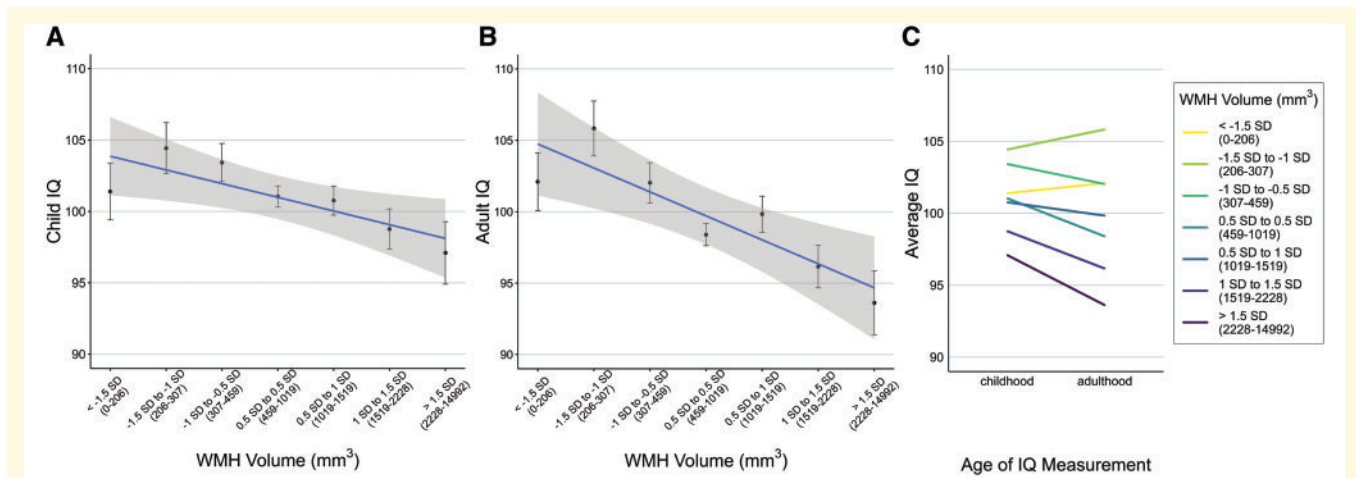 A
110
105
100
95
90
Child IQ
< -1.5 SD
(0-206)
-1.5 SD to -1 SD
(206-307)
-1 SD to -0.5 SD
(307-459)
0.5 SD to 0.5 SD
(459-1019)
0.5 SD to 1 SD
(1019-1519)
1 SD to 1.5 SD
(1519-2228)
> 1.5 SD
(2228-14992)
WMH Volume (mm³)
B
110
105
100
95
90
Adult IQ
< -1.5 SD
(0-206)
-1.5 SD to -1 SD
(206-307)
-1 SD to -0.5 SD
(307-459)
0.5 SD to 0.5 SD
(459-1019)
0.5 SD to 1 SD
(1019-1519)
1 SD to 1.5 SD
(1519-2228)
> 1.5 SD
(2228-14992)
WMH Volume (mm³)
C
110
105
100
95
90
Average IQ
childhood
adulthood
Age of IQ Measurement
WMH Volume (mm³)
< -1.5 SD
(0-206)
-1.5 SD to -1 SD
(206-307)
-1 SD to -0.5 SD
(307-459)
0.5 SD to 0.5 SD
(459-1019)
0.5 SD to 1 SD
(1019-1519)
1 SD to 1.5 SD
(1519-2228)
> 1.5 SD
(2228-14992)